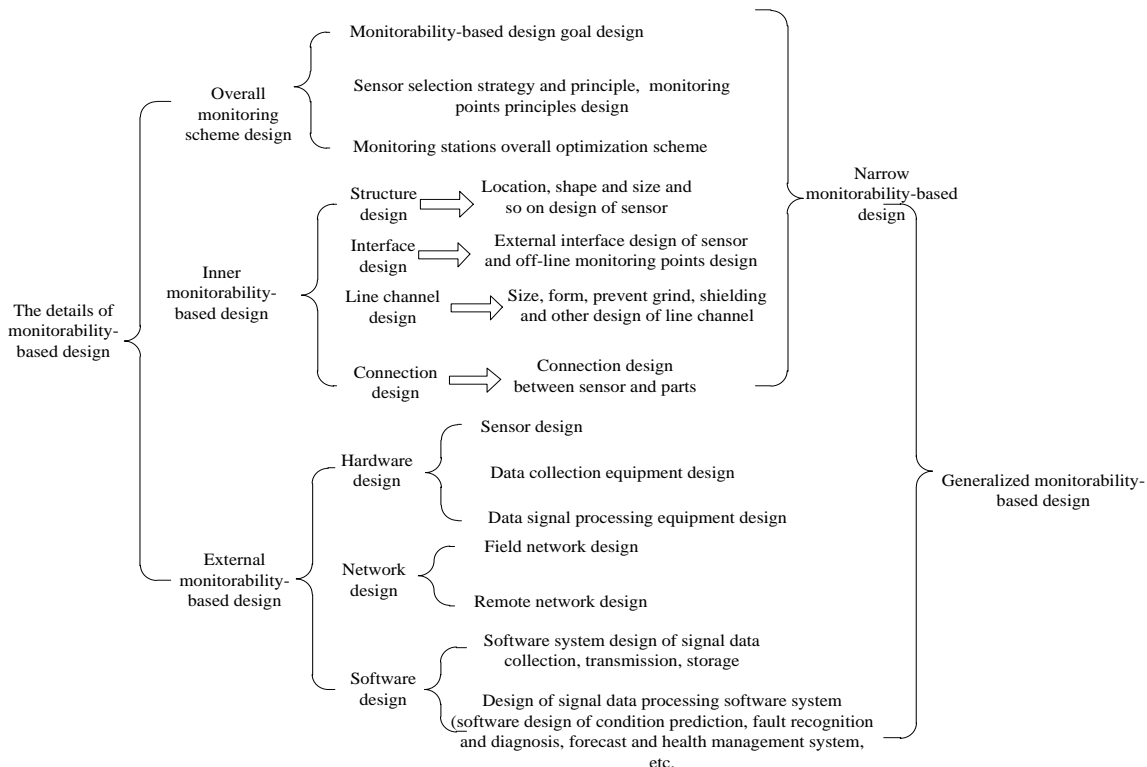 Monitorability-based design goal design
Sensor selection strategy and principle, monitoring
points principles design
Overall
monitoring
scheme design
Monitoring stations overall optimization scheme
Narrow
monitorability-based
design
Structure
design
Location, shape and size and
so on design of sensor
Interface
design
External interface design of sensor
and off-line monitoring points design
Inner
monitorability-
based design
Line channel
design
Size, form, prevent grind, shielding
and other design of line channel
The details of
monitorability-
based design
Connection
design
Connection design
between sensor and parts
Sensor design
Hardware
design
Data collection equipment design
Generalized monitorability-
based design
Data signal processing equipment design
Field network design
External
monitorability-
based design
Network
design
Remote network design
Software system design of signal data
collection, transmission, storage
Software
design
Design of signal data processing software system
(software design of condition prediction, fault recognition
and diagnosis, forecast and health management system,
etc.